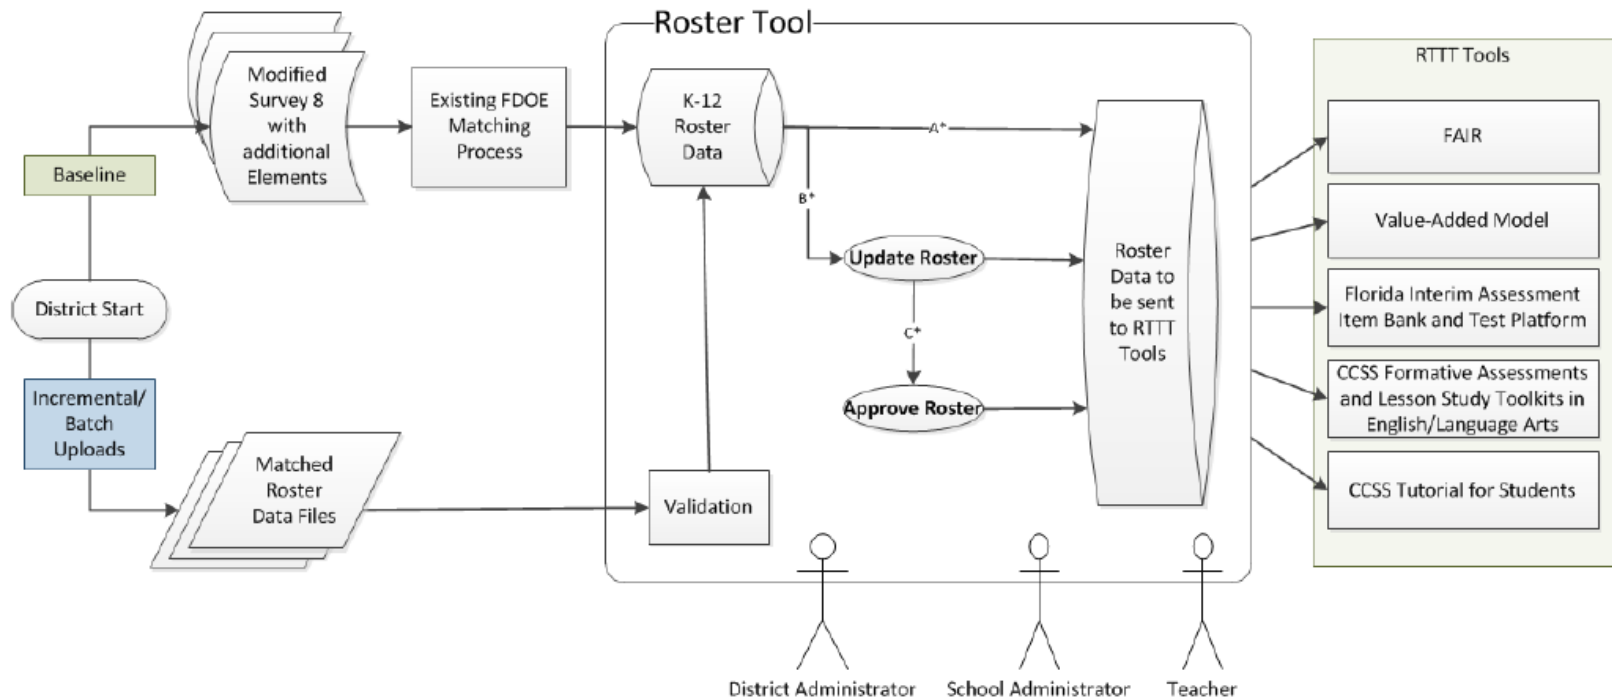 Roster Tool
RTTT Tools
Modified
Survey 8
with
additional
Elements
Existing FDOE
Matching
Process
K-12
Roster
Data
A+
B+
C+
FAIR
Baseline
Value-Added Model
Update Roster
Roster
Data to
be sent
to RTTT
Tools
District Start
Florida Interim Assessment
Item Bank and Test Platform
Incremental/
Batch
Uploads
Approve Roster
CCSS Formative Assessments
and Lesson Study Toolkits in
English/Language Arts
Matched
Roster
Data Files
Validation
CCSS Tutorial for Students
District Administrator
School Administrator
Teacher